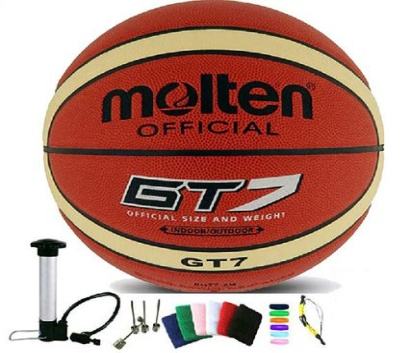 molten®
OFFICIAL
GT7
OFFICIAL SIZE AND WEIGHT
INDOOR/OUTDOOR
GT7